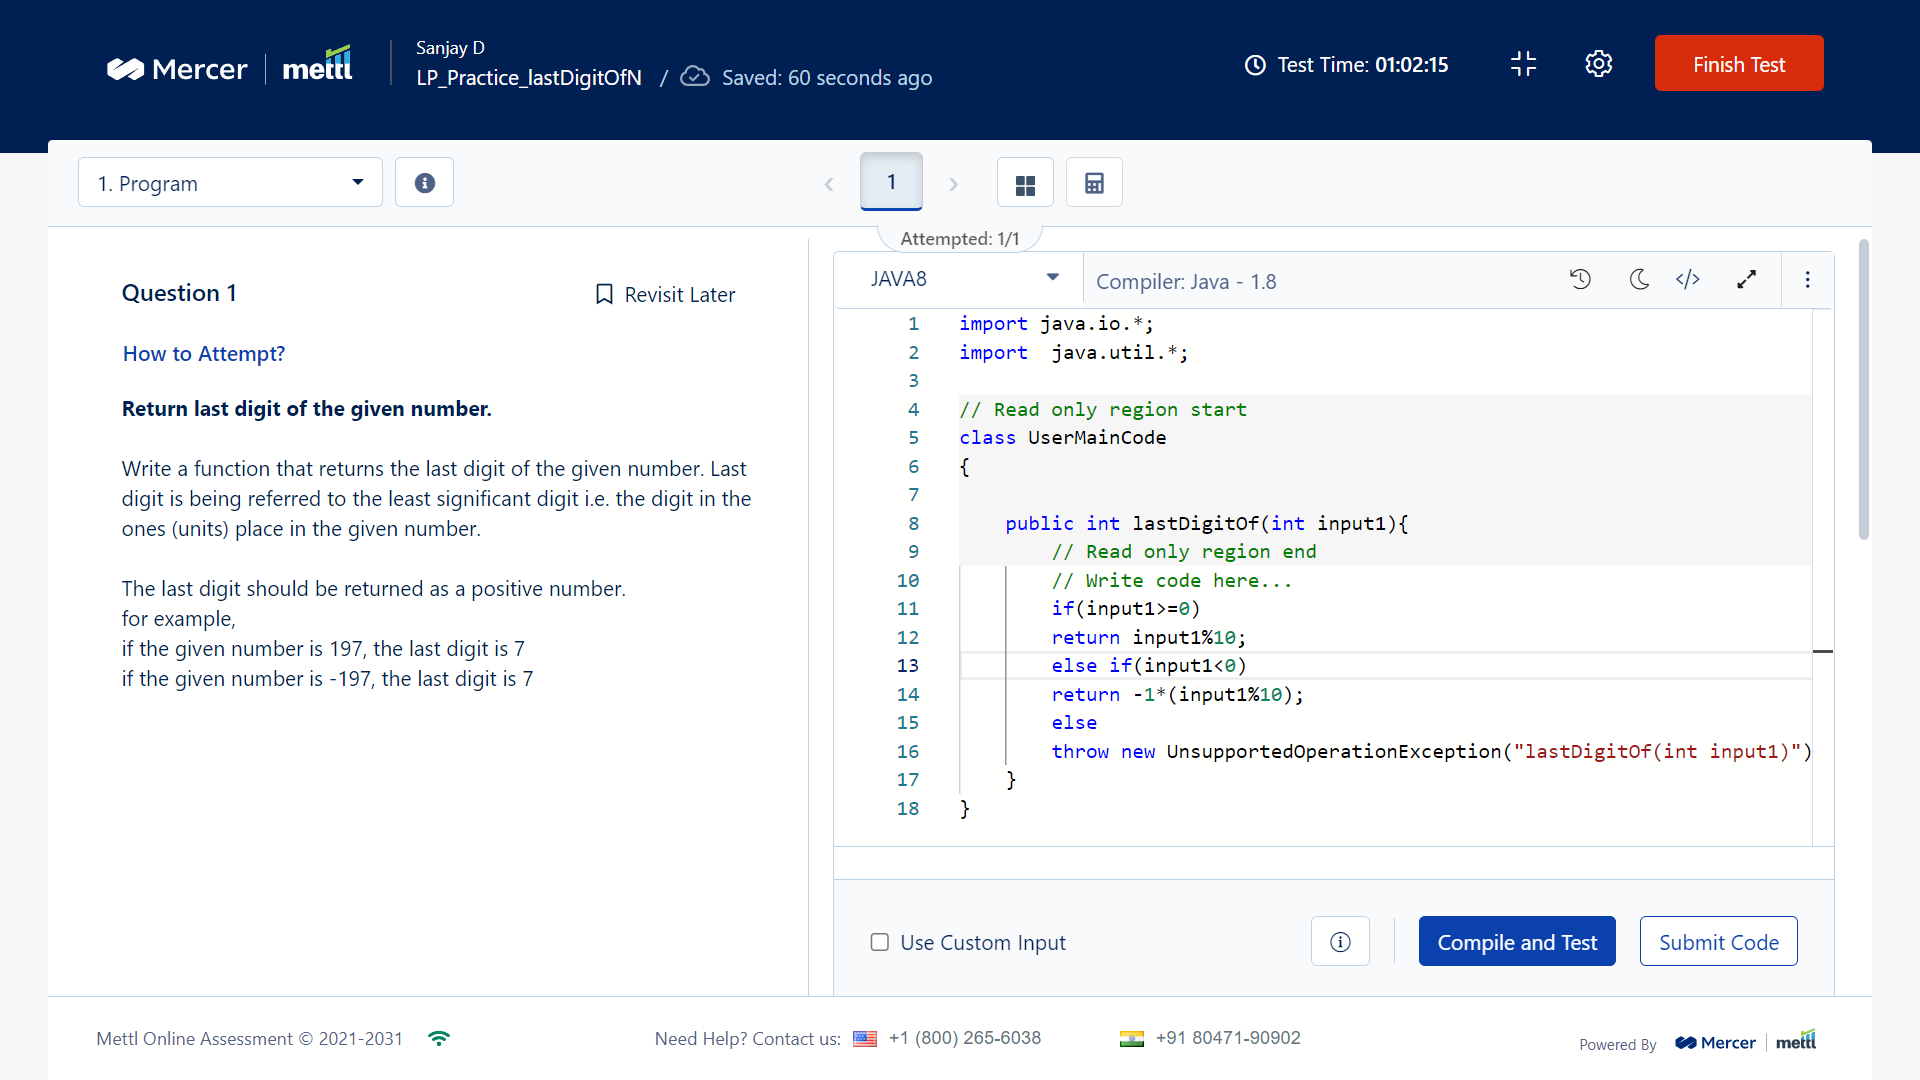 Mercer mettl
Sanjay D
LP_Practice_lastDigitOfN / Saved: 60 seconds ago
Test Time: 01:02:15
Finish Test
1. Program
1
Attempted: 1/1
Question 1
Revisit Later
How to Attempt?
Return last digit of the given number.
Write a function that returns the last digit of the given number. Last
digit is being referred to the least significant digit i.e. the digit in the
ones (units) place in the given number.
The last digit should be returned as a positive number.
for example,
if the given number is 197, the last digit is 7
if the given number is -197, the last digit is 7
JAVA8
Compiler: Java - 1.8
1 import java.io.*;
2 import  java.util.*;
3
4 // Read only region start
5 class UserMainCode
6 {
7
8     public int lastDigitOf(int input1){
9         // Read only region end
10         // Write code here...
11         if(input1>=0)
12         return input1%10;
13         else if(input1<0)
14         return -1*(input1%10);
15         else
16         throw new UnsupportedOperationException("lastDigitOf(int input1)")
17     }
18 }
Use Custom Input
Compile and Test
Submit Code
Mettl Online Assessment © 2021-2031
Need Help? Contact us: +1 (800) 265-6038
+91 80471-90902
Powered By Mercer mettl